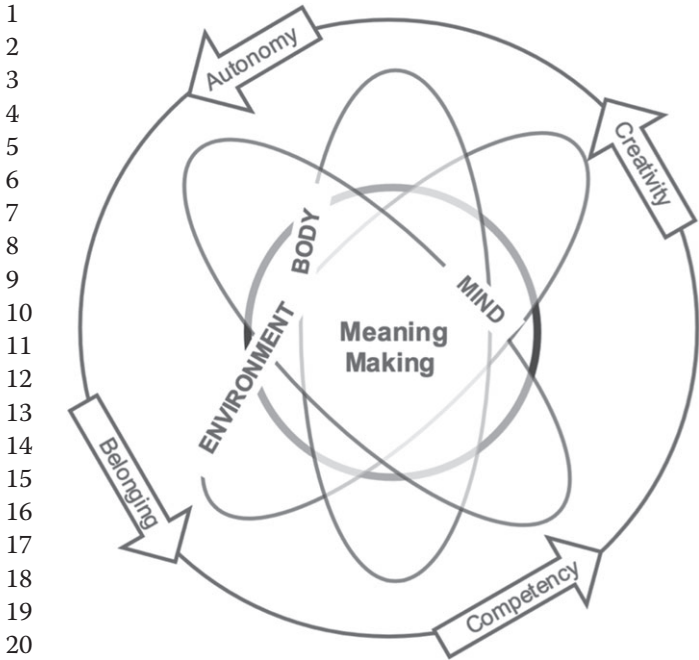 1
2
3
4
5
6
7
8
9
10
11
12
13
14
15
16
17
18
19
20
Autonomy
Creativity
BODY
MIND
ENVIRONMENT
Meaning
Making
Belonging
Competency